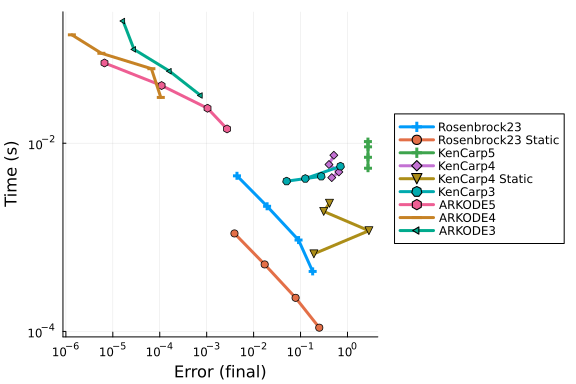 Time (s)
10⁻²
10⁻⁴
10⁻⁶ 10⁻⁵ 10⁻⁴ 10⁻³ 10⁻² 10⁻¹ 10⁰
Error (final)
Rosenbrock23
Rosenbrock23 Static
KenCarp5
KenCarp4
KenCarp4 Static
KenCarp3
ARKODE5
ARKODE4
ARKODE3